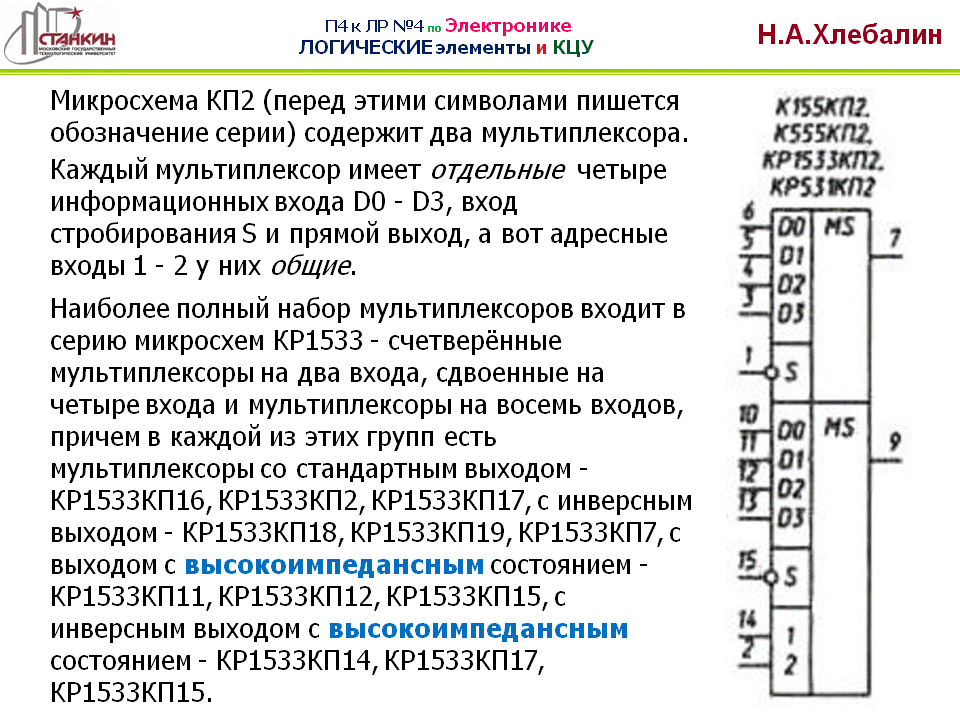 СТАНКИН
МОСКОВСКИЙ ГОСУДАРСТВЕННЫЙ
ТЕХНОЛОГИЧЕСКИЙ УНИВЕРСИТЕТ
П4 к ЛР №4 по Электронике
ЛОГИЧЕСКИЕ элементы и КЦУ
Н.А.Хлебалин
Микросхема КП2 (перед этими символами пишется
обозначение серии) содержит два мультиплексора.
Каждый мультиплексор имеет отдельные четыре
информационных входа D0 - D3, вход
стробирования S и прямой выход, а вот адресные
входы 1 - 2 у них общие.
Наиболее полный набор мультиплексоров входит в
серию микросхем КР1533 - счетверённые
мультиплексоры на два входа, сдвоенные на
четыре входа и мультиплексоры на восемь входов,
причем в каждой из этих групп есть
мультиплексоры со стандартным выходом -
КР1533КП16, КР1533КП2, КР1533КП17, с инверсным
выходом - КР1533КП18, КР1533КП19, КР1533КП7, с
выходом с высокоимпедансным состоянием -
КР1533КП11, КР1533КП12, КР1533КП15, с
инверсным выходом с высокоимпедансным
состоянием - КР1533КП14, КР1533КП17,
КР1533КП15.
К155КП2.
К555КП2,
КР1533КП2.
КР531КП2
6 D0 MS 7
5 D1
4 D2
3 D3
1 S
10 D0 MS 9
11 D1
12 D2
13 D3
15 S
14 1
2 2